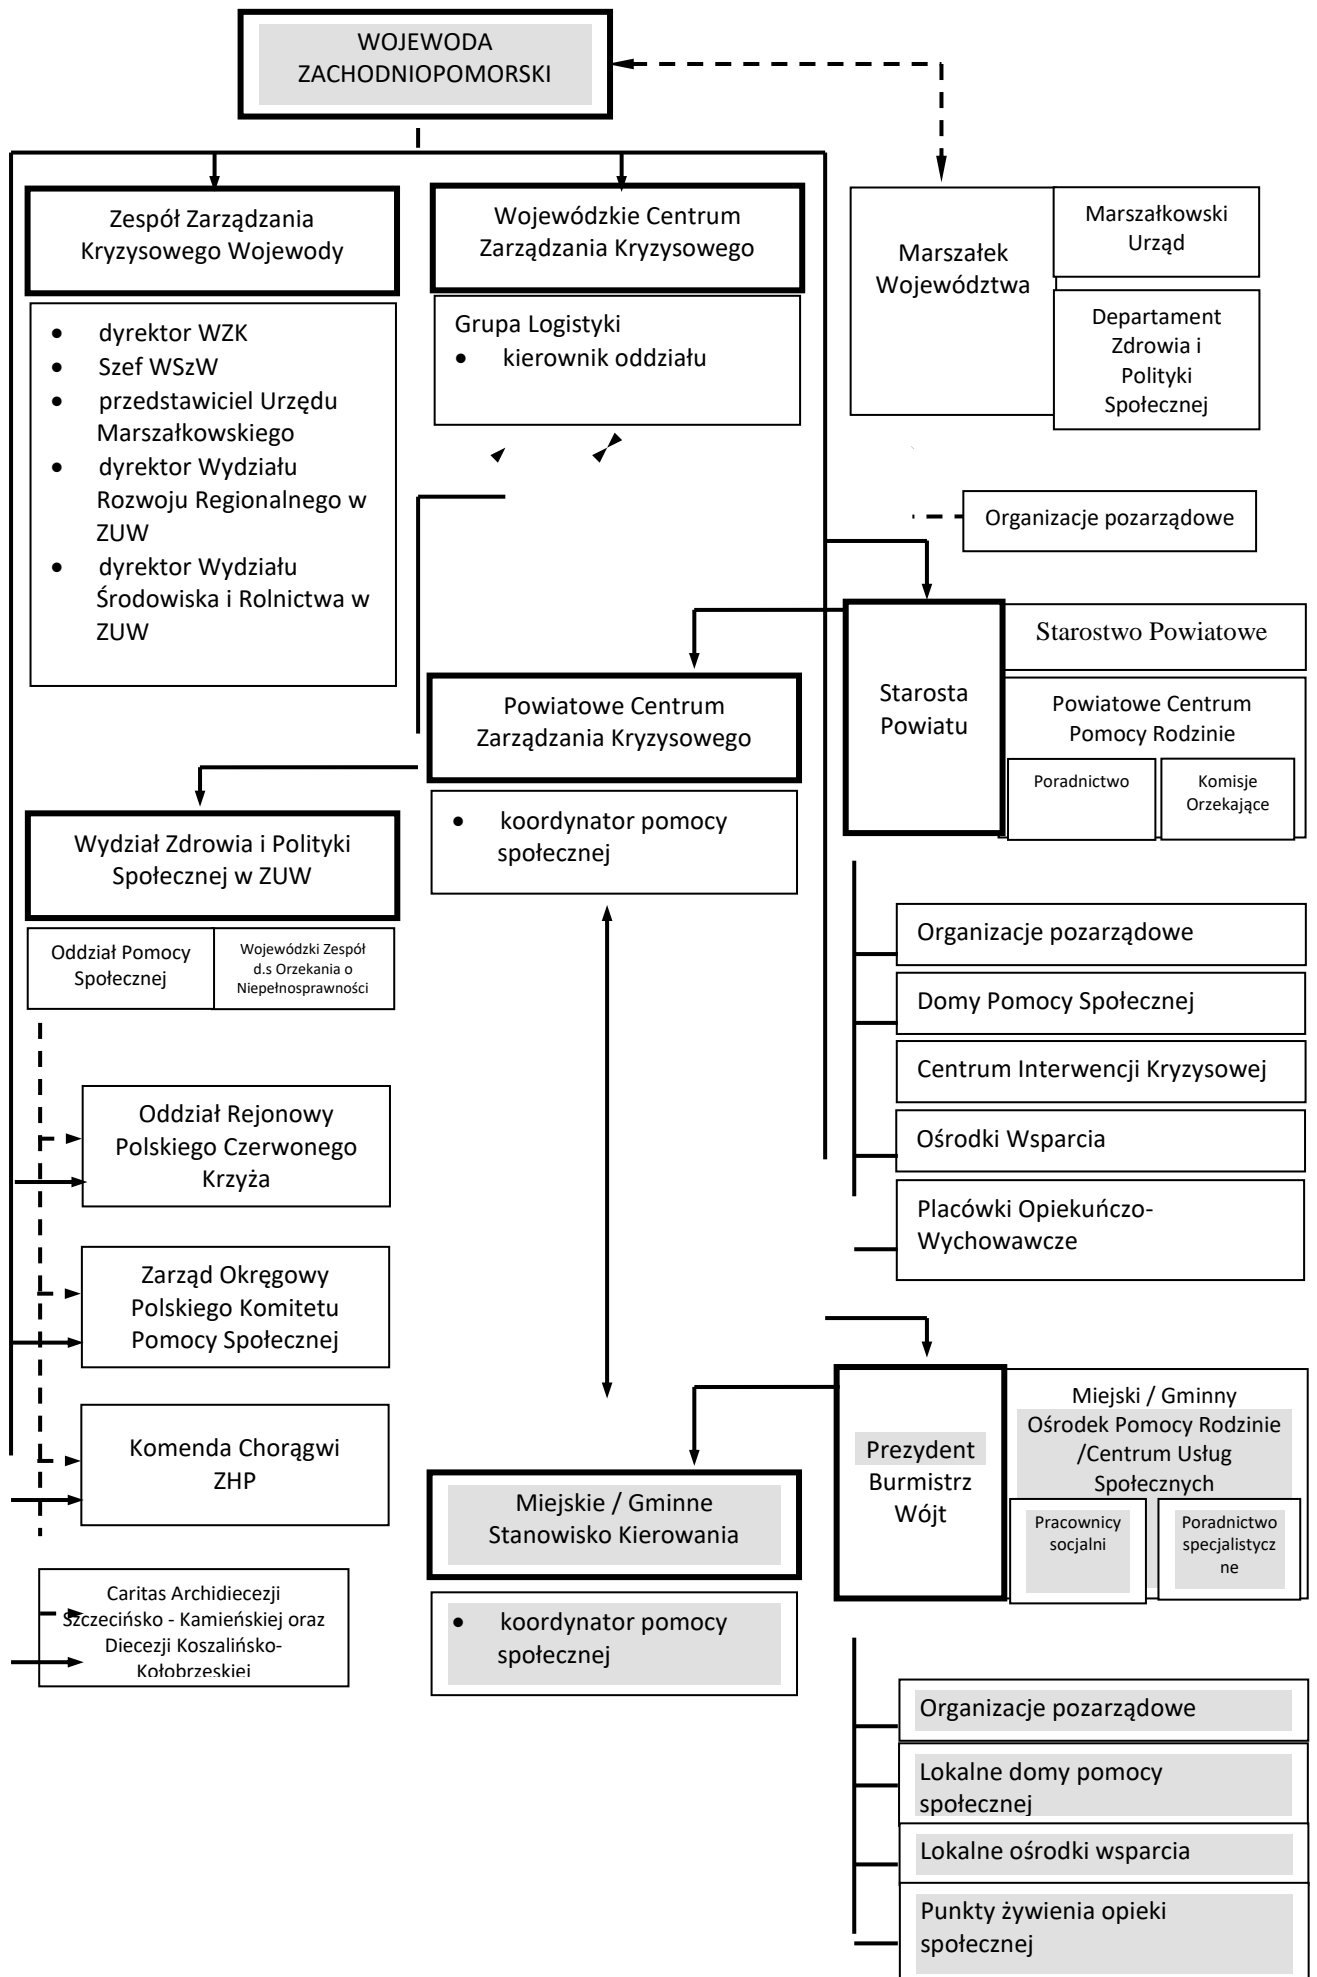 WOJEWODA
ZACHODNIOPOMORSKI
Zespół Zarządzania
Kryzysowego Wojewody
Wojewódzkie Centrum
Zarządzania Kryzysowego
Marszałek
Województwa
Marszałkowski
Urząd
Departament
Zdrowia i
Polityki
Społecznej
• dyrektor WZK
• Szef WSzW
• przedstawiciel Urzędu
Marszałkowskiego
• dyrektor Wydziału
Rozwoju Regionalnego w
ZUW
• dyrektor Wydziału
Środowiska i Rolnictwa w
ZUW
Grupa Logistyki
• kierownik oddziału
Organizacje pozarządowe
Starosta
Powiatu
Starostwo Powiatowe
Powiatowe Centrum
Pomocy Rodzinie
Poradnictwo
Komisje
Orzekające
Powiatowe Centrum
Zarządzania Kryzysowego
• koordynator pomocy
społecznej
Wydział Zdrowia i Polityki
Społecznej w ZUW
Oddział Pomocy
Społecznej
Wojewódzki Zespół
d.s Orzekania o
Niepełnosprawności
Organizacje pozarządowe
Domy Pomocy Społecznej
Centrum Interwencji Kryzysowej
Ośrodki Wsparcia
Placówki Opiekuńczo-
Wychowawcze
Oddział Rejonowy
Polskiego Czerwonego
Krzyża
Zarząd Okręgowy
Polskiego Komitetu
Pomocy Społecznej
Komenda Chorągwi
ZHP
Caritas Archidiecezji
Szczecińsko - Kamieńskiej oraz
Diecezji Koszalińsko-
Kołobrzeskiej
Prezydent
Burmistrz
Wójt
Miejski / Gminny
Ośrodek Pomocy Rodzinie
/Centrum Usług
Społecznych
Pracownicy
socjalni
Poradnictwo
specjalistycz
ne
Miejskie / Gminne
Stanowisko Kierowania
• koordynator pomocy
społecznej
Organizacje pozarządowe
Lokalne domy pomocy
społecznej
Lokalne ośrodki wsparcia
Punkty żywienia opieki
społecznej